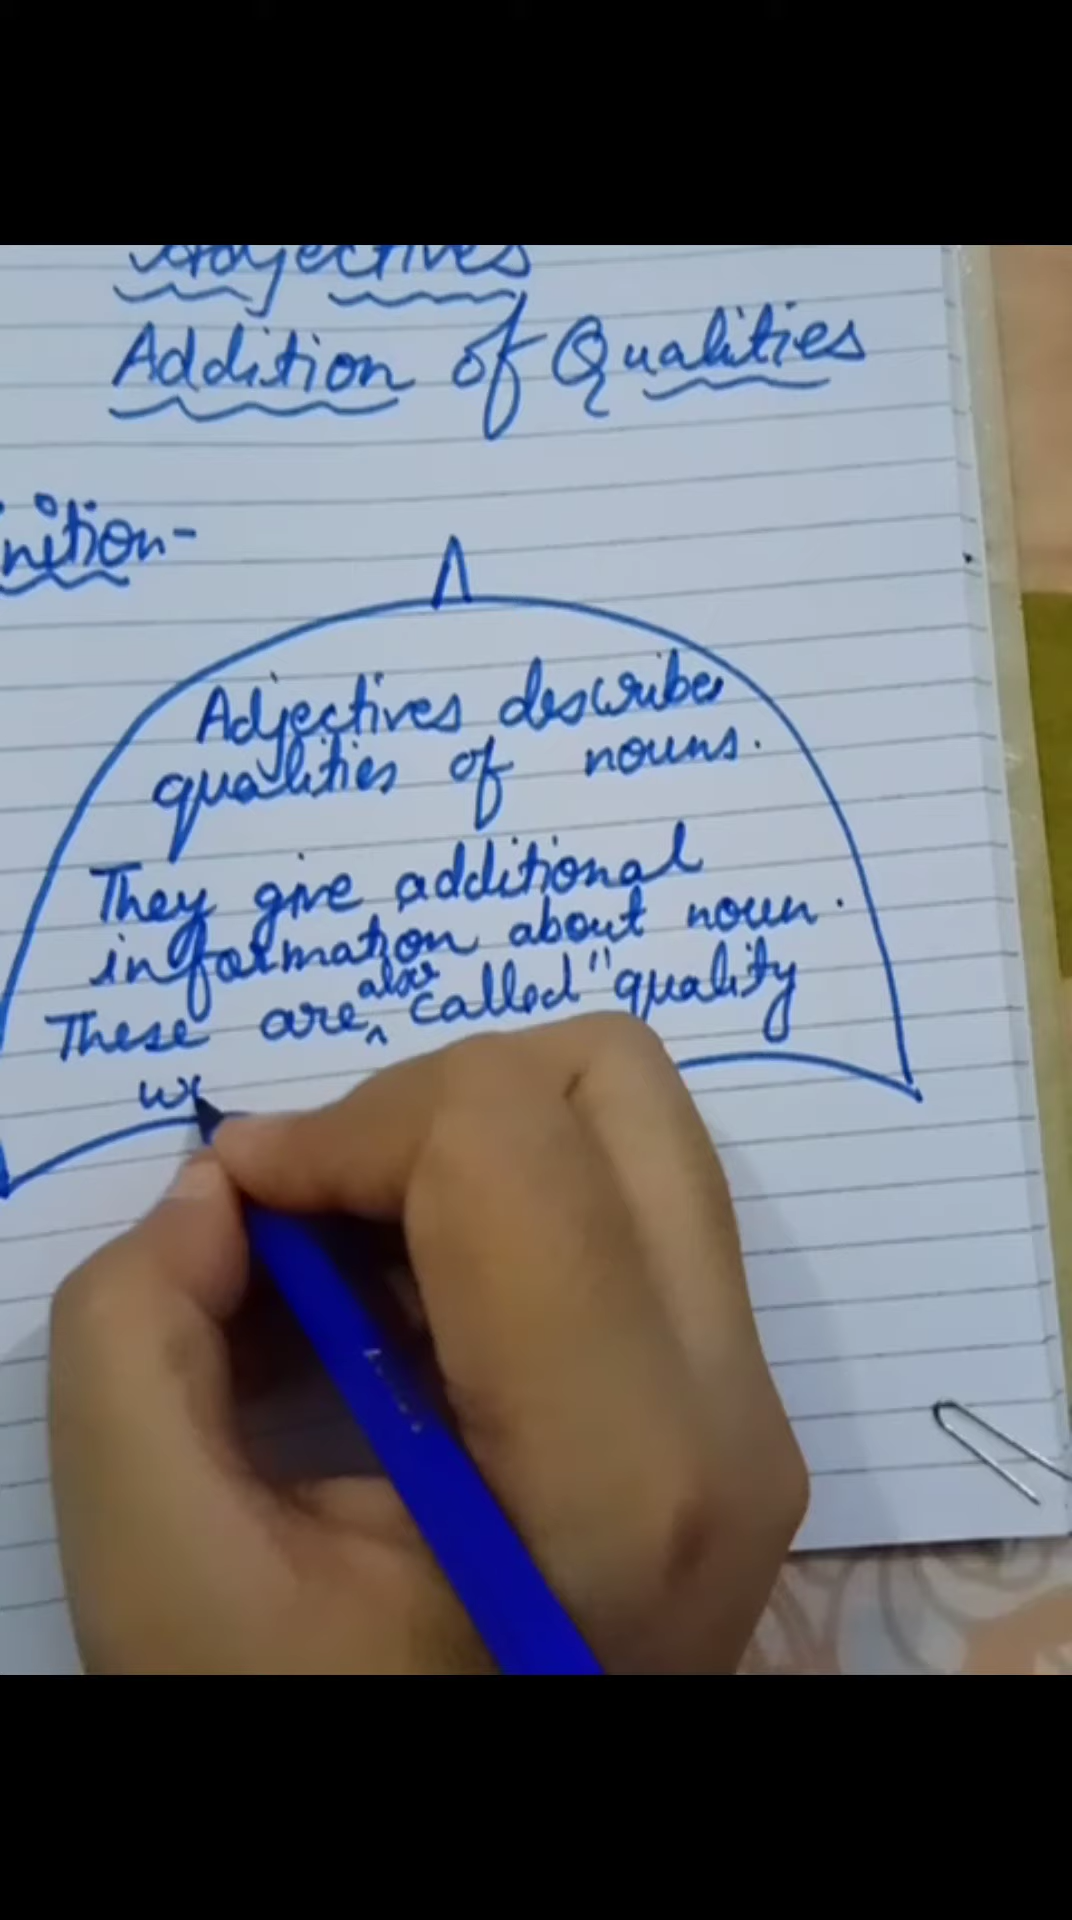 Adjectives
Addition of Qualities
nition-
Adjectives describe
qualities of nouns.
They give additional
information about noun.
These are also called "quality